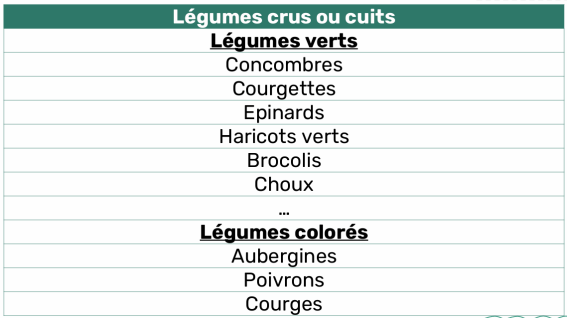 Légumes crus ou cuits
Légumes verts
Concombres
Courgettes
Epinards
Haricots verts
Brocolis
Choux
...
Légumes colorés
Aubergines
Poivrons
Courges